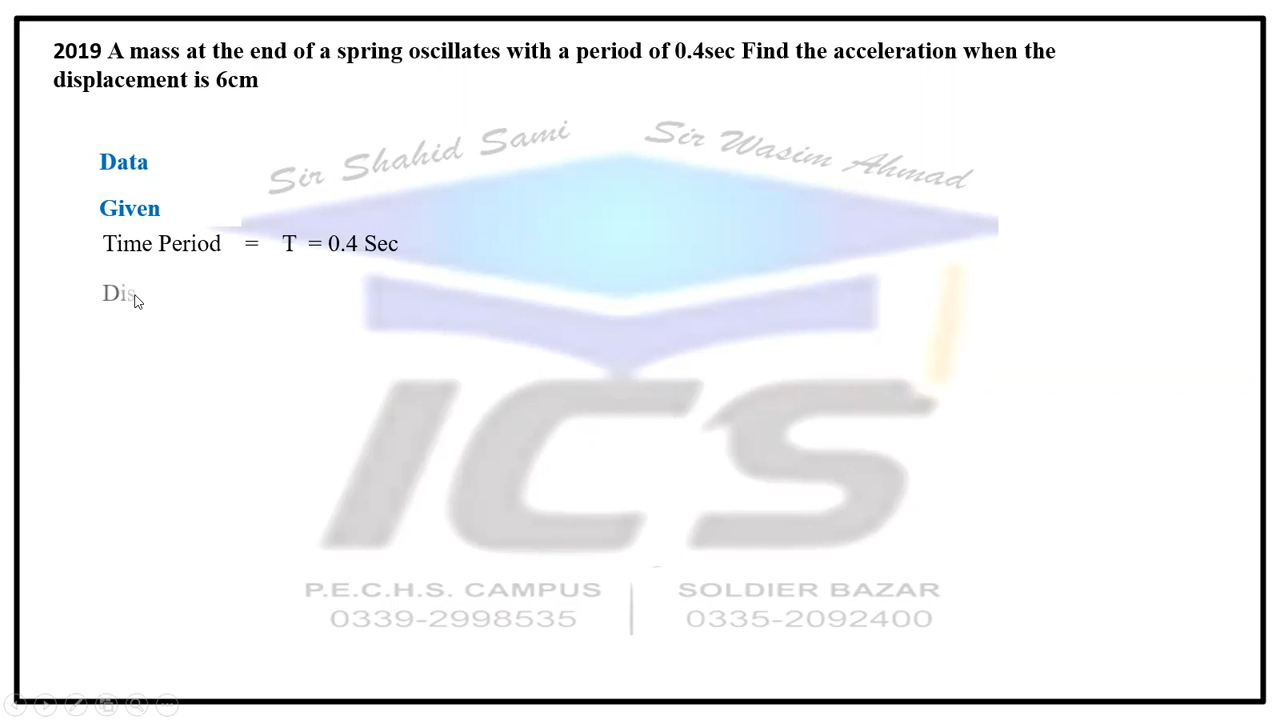 2019 A mass at the end of a spring oscillates with a period of 0.4sec Find the acceleration when the
displacement is 6cm
Sir Shahid Sami Sir Wasim Ahmad
Data
Given
Time Period = T = 0.4 Sec
Dis
ICS
P.E.C.H.S. CAMPUS SOLDIER BAZAR
0339-2998535 0335-2092400